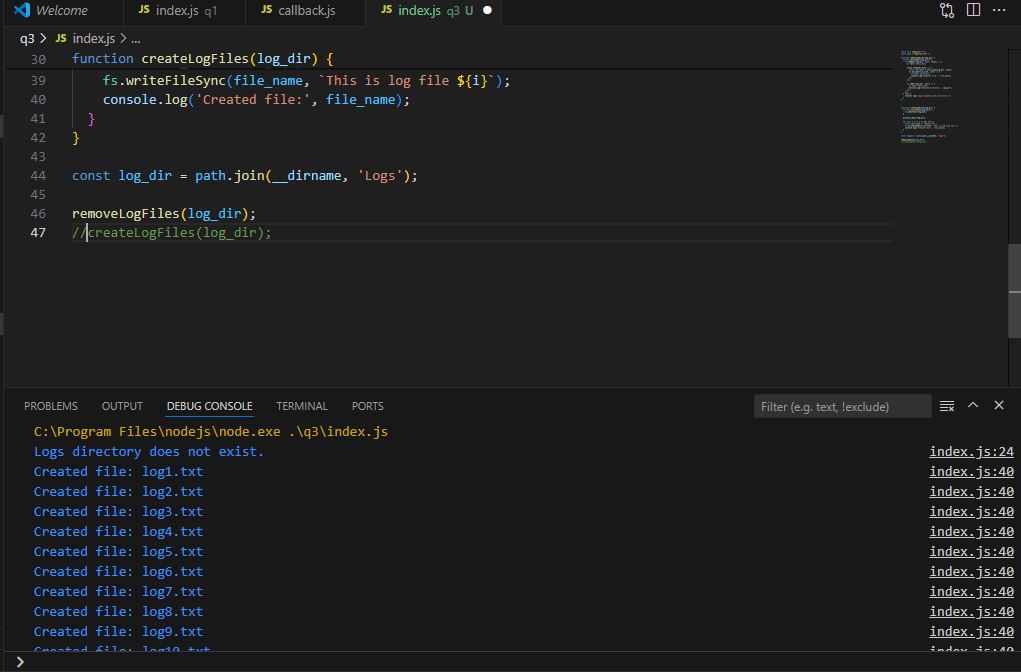 Welcome
JS index.js q1
JS callback.js
JS index.js q3 U
q3 > JS index.js > ...
30 function createLogFiles(log_dir) {
39 fs.writeFileSync(file_name, `This is log file ${i}`);
40 console.log('Created file:', file_name);
41 }
42 }
43
44 const log_dir = path.join(__dirname, 'Logs');
45
46 removeLogFiles(log_dir);
47 //createLogFiles(log_dir);
PROBLEMS OUTPUT DEBUG CONSOLE TERMINAL PORTS
Filter (e.g. text, !exclude)
C:\Program Files\nodejs\node.exe .\q3\index.js
Logs directory does not exist. index.js:24
Created file: log1.txt index.js:40
Created file: log2.txt index.js:40
Created file: log3.txt index.js:40
Created file: log4.txt index.js:40
Created file: log5.txt index.js:40
Created file: log6.txt index.js:40
Created file: log7.txt index.js:40
Created file: log8.txt index.js:40
Created file: log9.txt index.js:40
Created file: log10.txt index.js:40
>